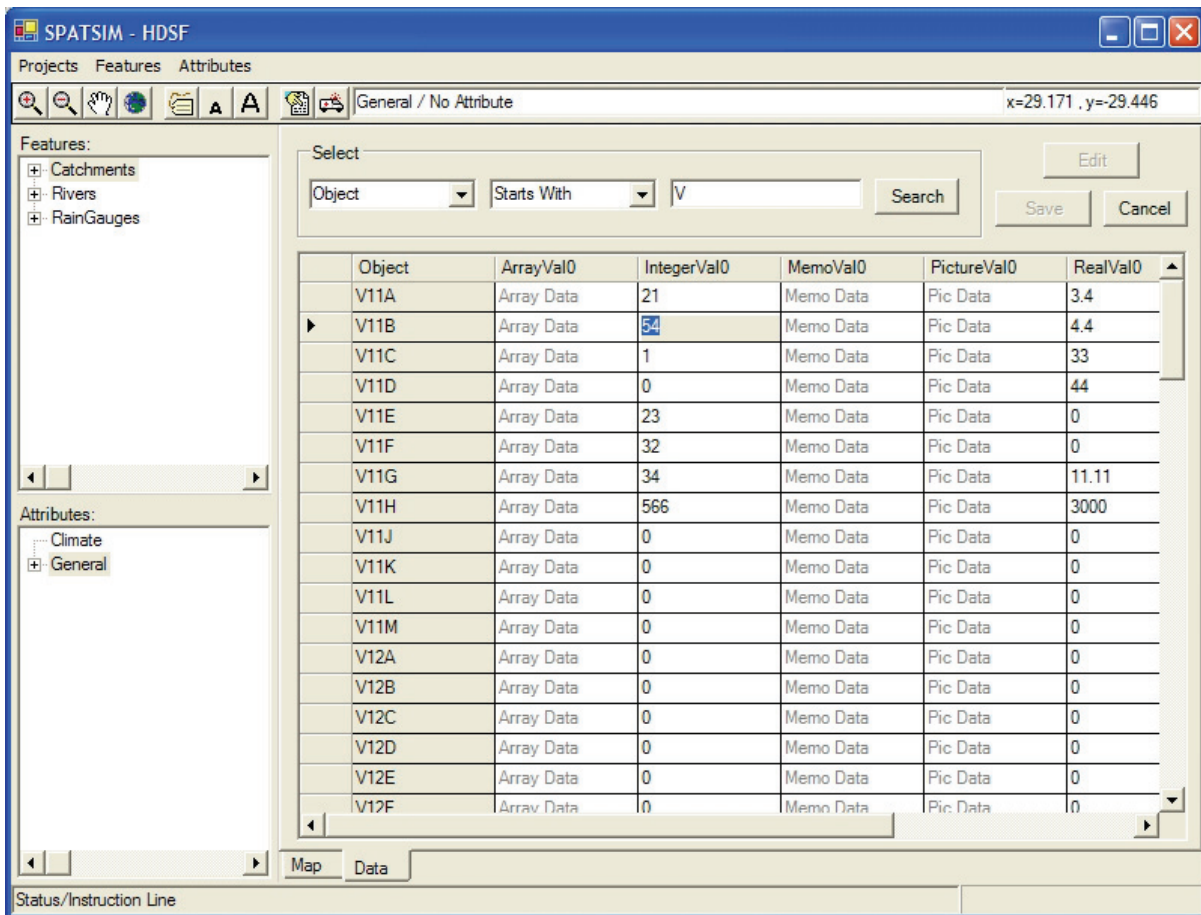 SPATSIM - HDSF
Projects Features Attributes
A A General / No Attribute x=29.171 , y=-29.446
Features:
Catchments
Rivers
RainGauges
Select
Object Starts With V Search
Edit
Save Cancel
Object ArrayVal0 IntegerVal0 MemoVal0 PictureVal0 RealVal0
V11A Array Data 21 Memo Data Pic Data 3.4
V11B Array Data 54 Memo Data Pic Data 4.4
V11C Array Data 1 Memo Data Pic Data 33
V11D Array Data 0 Memo Data Pic Data 44
V11E Array Data 23 Memo Data Pic Data 0
V11F Array Data 32 Memo Data Pic Data 0
V11G Array Data 34 Memo Data Pic Data 11.11
V11H Array Data 566 Memo Data Pic Data 3000
V11J Array Data 0 Memo Data Pic Data 0
V11K Array Data 0 Memo Data Pic Data 0
V11L Array Data 0 Memo Data Pic Data 0
V11M Array Data 0 Memo Data Pic Data 0
V12A Array Data 0 Memo Data Pic Data 0
V12B Array Data 0 Memo Data Pic Data 0
V12C Array Data 0 Memo Data Pic Data 0
V12D Array Data 0 Memo Data Pic Data 0
V12E Array Data 0 Memo Data Pic Data 0
V12F Array Data 0 Memo Data Pic Data 0
Attributes:
Climate
General
Map Data
Status/Instruction Line